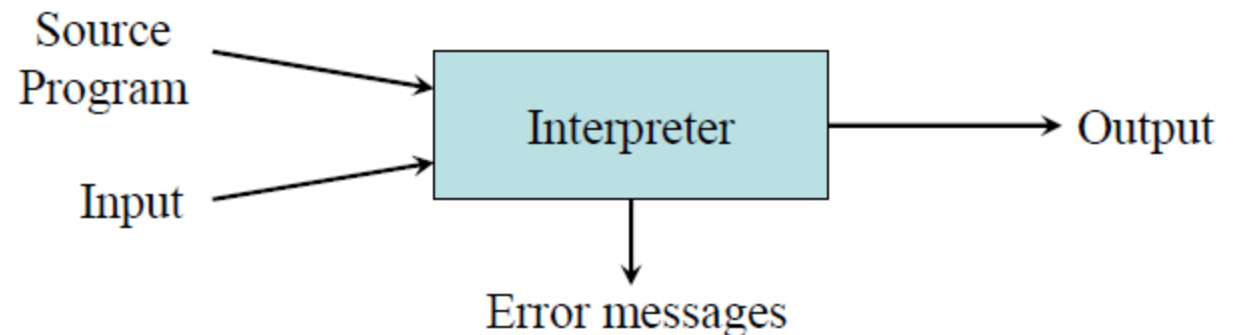 Source
Program
Interpreter
Output
Input
Error messages